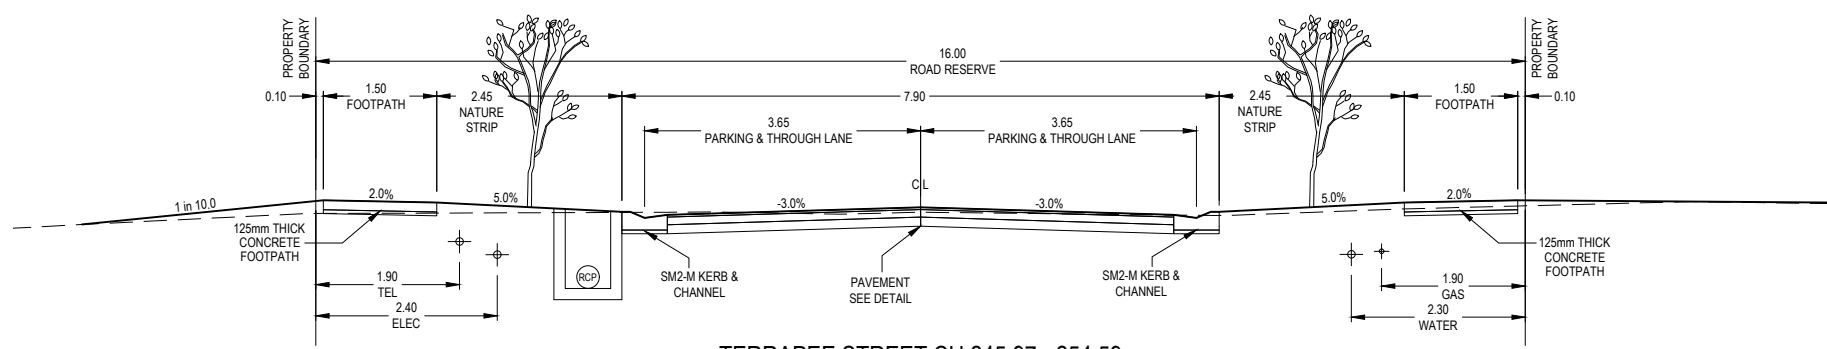 PROPERTY
BOUNDARY
16.00
ROAD RESERVE
PROPERTY
BOUNDARY
0.10
1.50
FOOTPATH
2.45
NATURE
STRIP
7.90
2.45
NATURE
STRIP
1.50
FOOTPATH
0.10
3.65
PARKING & THROUGH LANE
3.65
PARKING & THROUGH LANE
C L
1 in 10.0
2.0%
5.0%
-3.0%
-3.0%
5.0%
2.0%
125mm THICK
CONCRETE
FOOTPATH
RCP
SM2-M KERB &
CHANNEL
PAVEMENT
SEE DETAIL
SM2-M KERB &
CHANNEL
125mm THICK
CONCRETE
FOOTPATH
1.90
TEL
2.40
ELEC
1.90
GAS
2.30
WATER